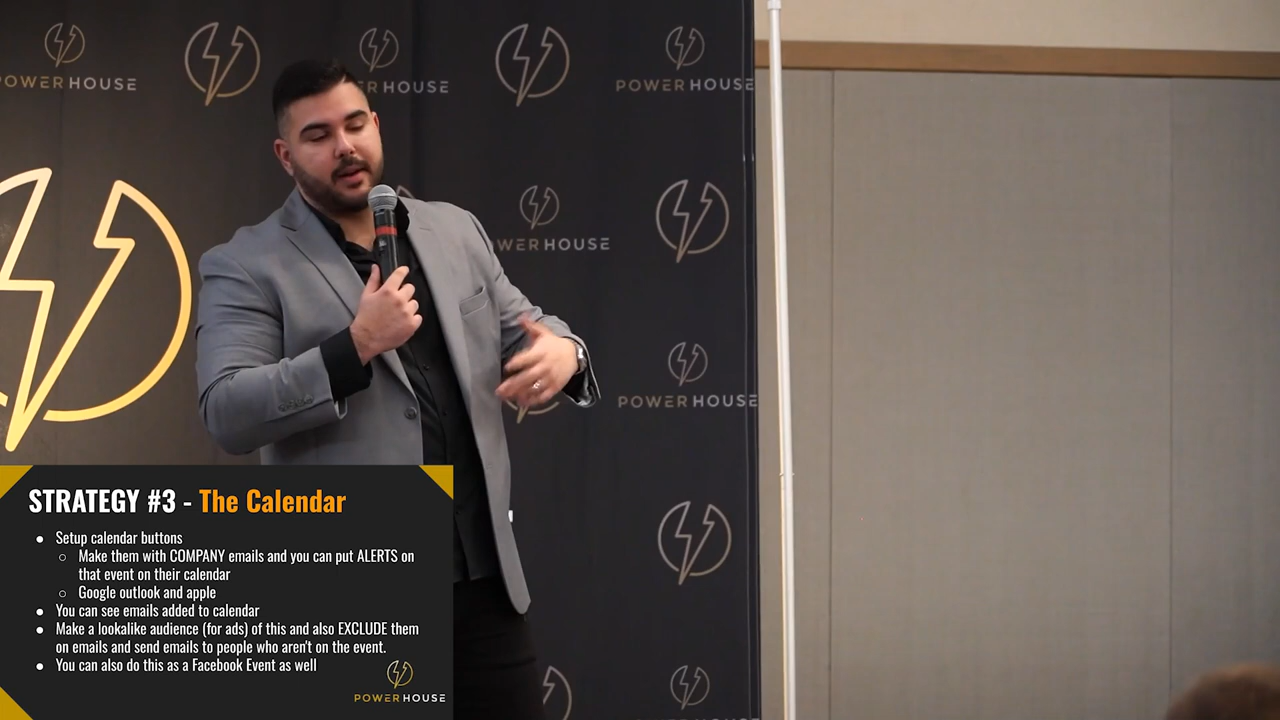 POWERHOUSE
RHOUSE
POWERHOUSE
WERHOUSE
POWERHOUSE
STRATEGY #3 - The Calendar
● Setup calendar buttons
○ Make them with COMPANY emails and you can put ALERTS on
that event on their calendar
○ Google outlook and apple
● You can see emails added to calendar
● Make a lookalike audience (for ads) of this and also EXCLUDE them
on emails and send emails to people who aren't on the event.
● You can also do this as a Facebook Event as well
POWERHOUSE